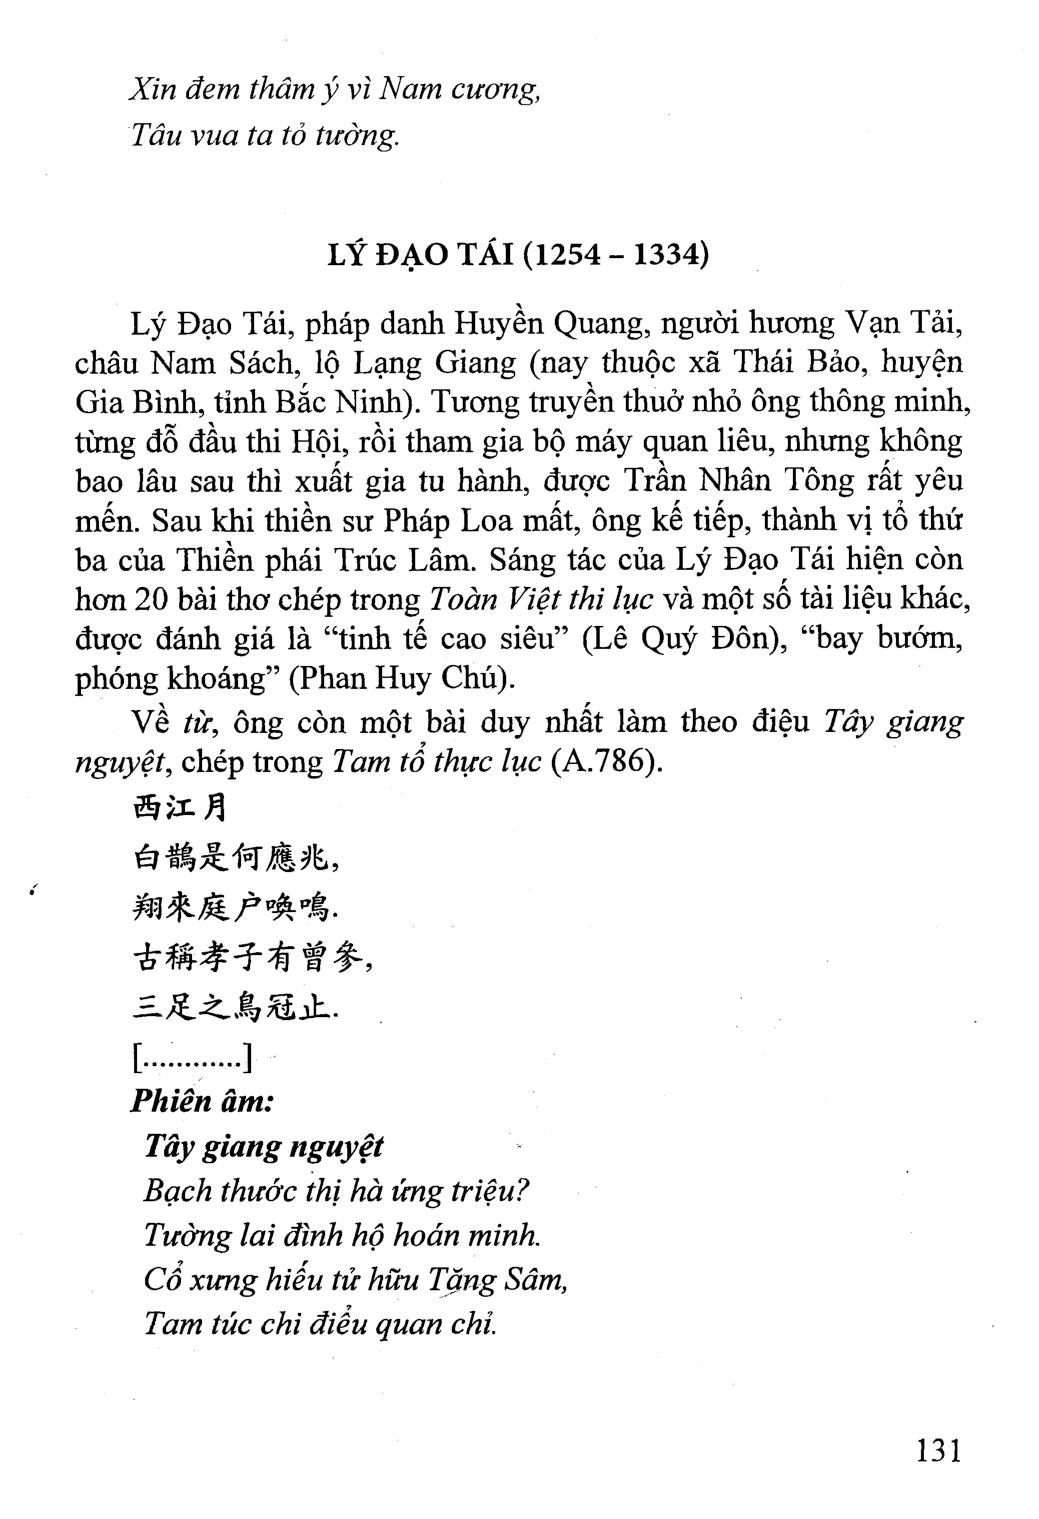 Xin đem thâm ý vì Nam cương,
Tâu vua ta tỏ tường.
LÝ ĐẠO TÁI (1254 – 1334)
Lý Đạo Tái, pháp danh Huyền Quang, người hương Vạn Tải,
châu Nam Sách, lộ Lạng Giang (nay thuộc xã Thái Bảo, huyện
Gia Bình, tỉnh Bắc Ninh). Tương truyền thuở nhỏ ông thông minh,
từng đỗ đầu thi Hội, rồi tham gia bộ máy quan liêu, nhưng không
bao lâu sau thì xuất gia tu hành, được Trần Nhân Tông rất yêu
mến. Sau khi thiền sư Pháp Loa mất, ông kế tiếp, thành vị tổ thứ
ba của Thiền phái Trúc Lâm. Sáng tác của Lý Đạo Tái hiện còn
hơn 20 bài thơ chép trong Toàn Việt thi lục và một số tài liệu khác,
được đánh giá là “tinh tế cao siêu” (Lê Quý Đôn), “bay bướm,
phóng khoáng” (Phan Huy Chú).
Về từ, ông còn một bài duy nhất làm theo điệu Tây giang
nguyệt, chép trong Tam tổ thực lục (A.786).
西江月
白鵲是何應兆,
翔來庭户喚鳴.
古稱孝子有曾參,
三足之鳥冠止.
[............]
Phiên âm:
Tây giang nguyệt
Bạch thước thị hà ứng triệu?
Tường lai đình hộ hoán minh.
Cổ xưng hiếu tử hữu Tặng Sâm,
Tam túc chi điểu quan chỉ.
131